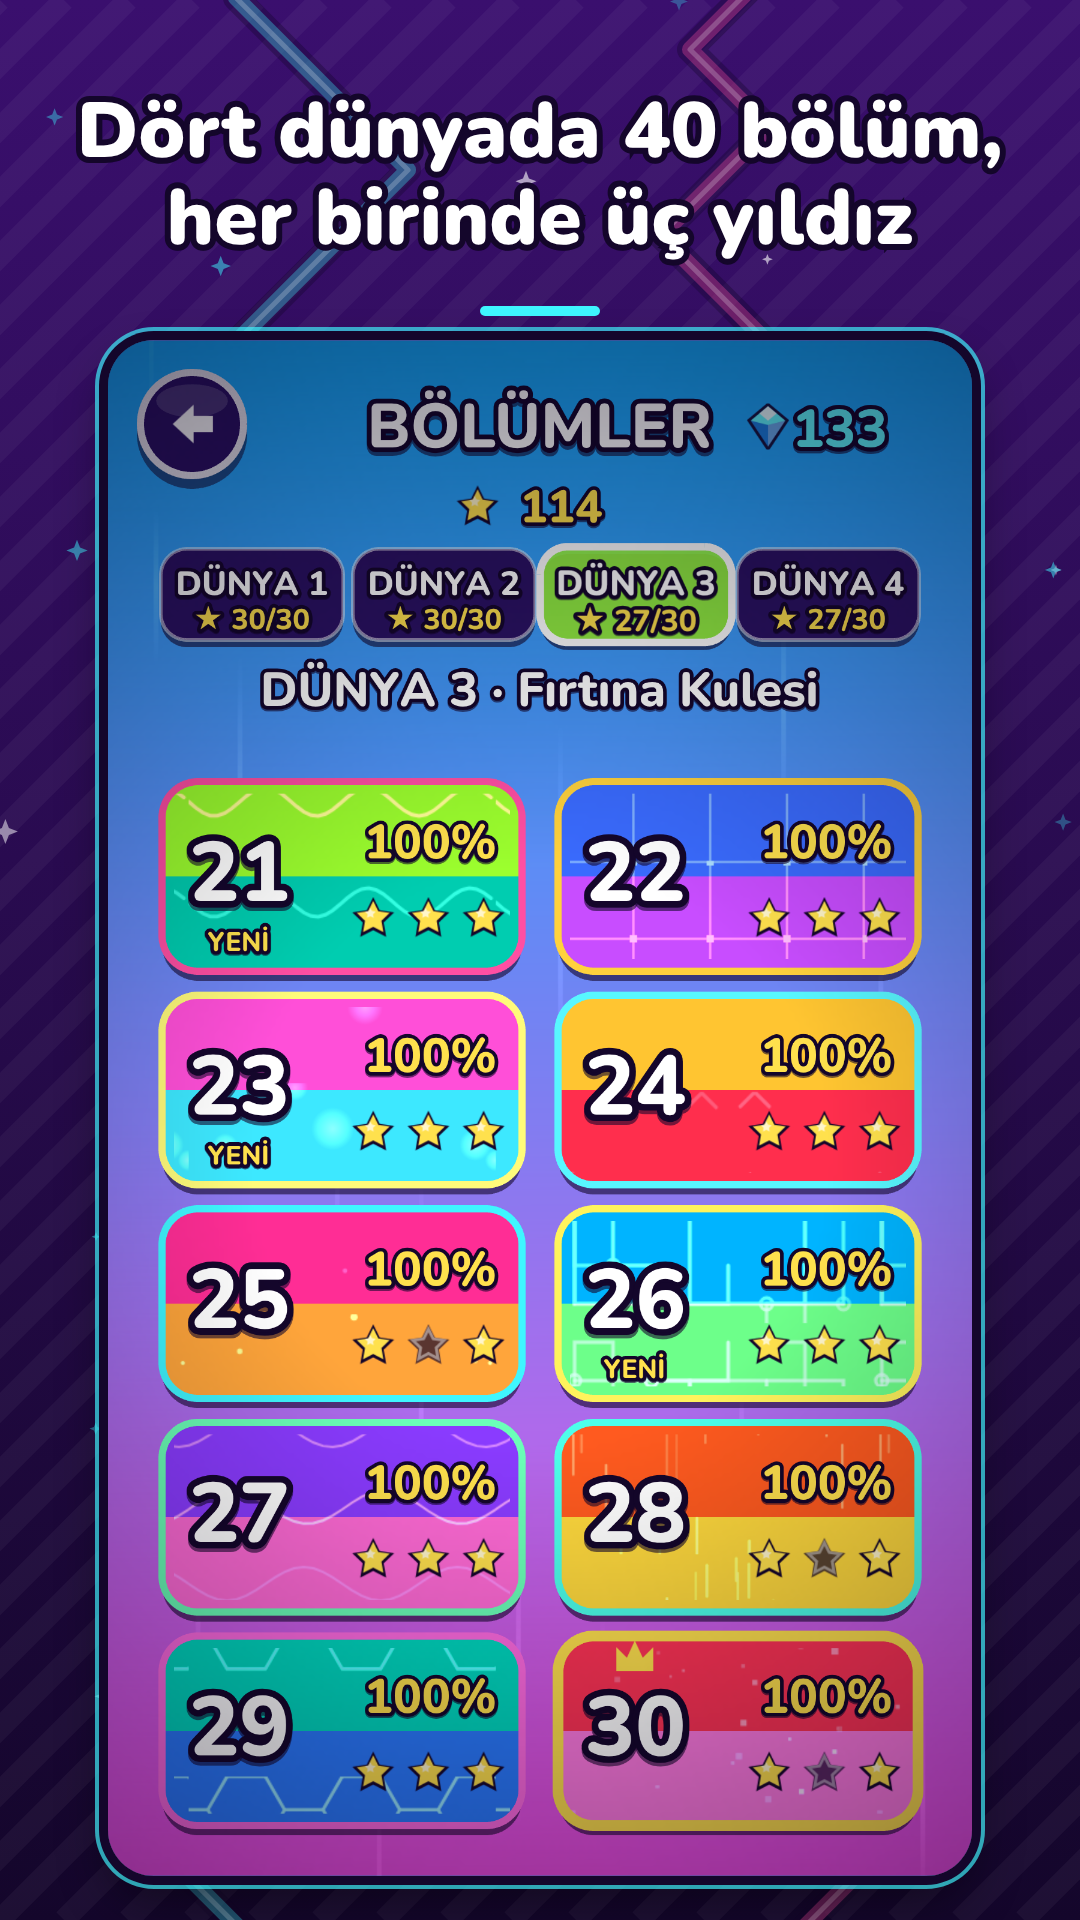 Dört dünyada 40 bölüm,
her birinde üç yıldız
BÖLÜMLER 133
114
DÜNYA 1 DÜNYA 2 DÜNYA 3 DÜNYA 4
★ 30/30 ★ 30/30 ★ 27/30 ★ 27/30
DÜNYA 3 · Fırtına Kulesi
21 100%
YENİ
22 100%
23 100%
YENİ
24 100%
25 100%
26 100%
YENİ
27 100%
28 100%
29 100%
30 100%